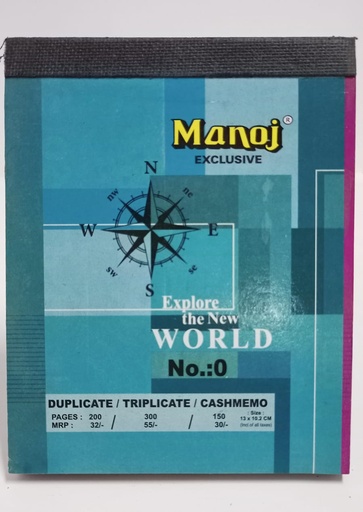 Manoj ®
EXCLUSIVE
N
nw ne
W E
sw se
S
Explore
the New
WORLD
No.:0
DUPLICATE / TRIPLICATE / CASHMEMO
PAGES : 200 / 300 / 150 : Size :
13 x 10.2 CM
MRP : 32/- 55/- 30/- (Incl of all taxes)